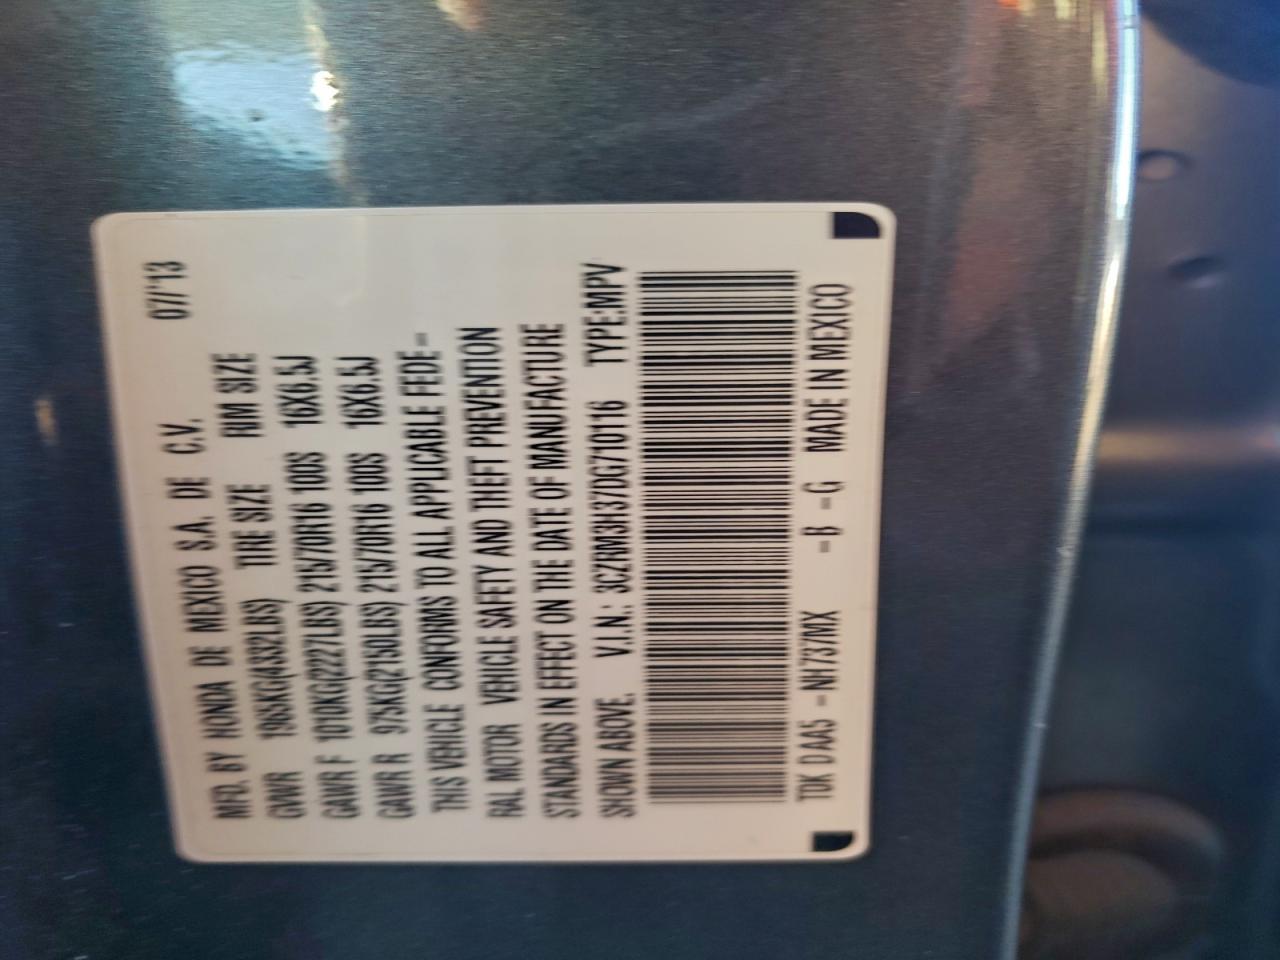 MFD. BY HONDA DE MEXICO S.A. DE C.V. 07/13
GVWR 1965KG(4332LBS) TIRE SIZE RIM SIZE
GAWR F 1010KG(2227LBS) 215/70R16 100S 16X6.5J
GAWR R 975KG(2150LBS) 215/70R16 100S 16X6.5J
THIS VEHICLE CONFORMS TO ALL APPLICABLE FEDE-
RAL MOTOR VEHICLE SAFETY AND THEFT PREVENTION
STANDARDS IN EFFECT ON THE DATE OF MANUFACTURE
SHOWN ABOVE. V.I.N.: 3CZRM3H37DG710116 TYPE:MPV
T0K DAA5 - NH737MX -B -G MADE IN MEXICO